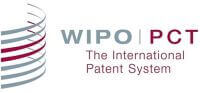 WIPO | PCT
The International
Patent System